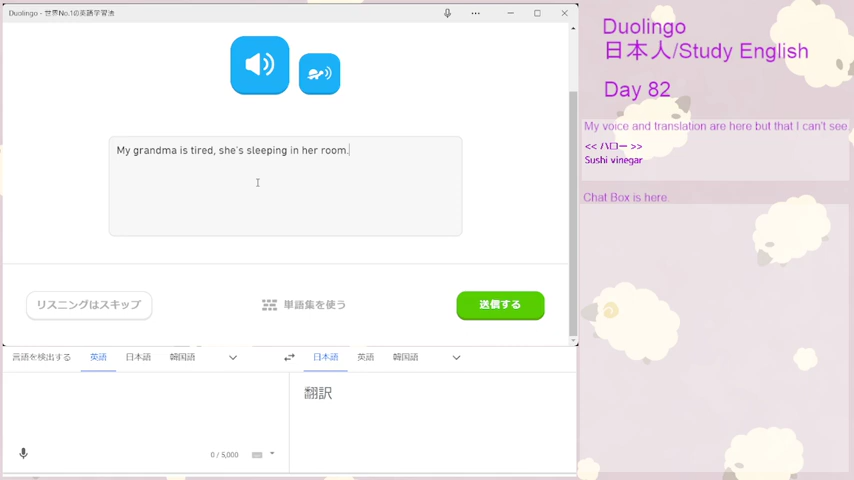 Duolingo - 世界No.1の英語学習法
My grandma is tired, she's sleeping in her room.
リスニングはスキップ
単語集を使う
送信する
言語を検出する 英語 日本語 韓国語
日本語 英語 韓国語
翻訳
0 / 5,000
Duolingo
日本人/Study English
Day 82
My voice and translation are here but that I can't see
<< ハロー >>
Sushi vinegar
Chat Box is here.